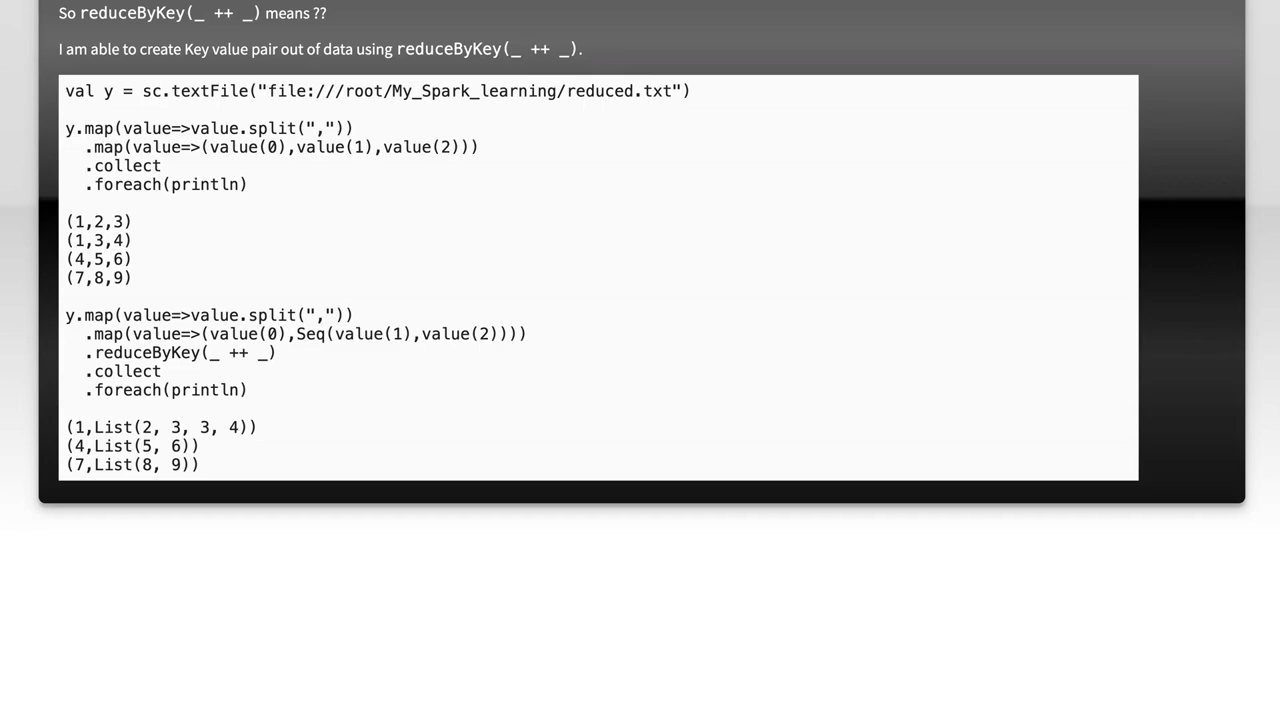 So reduceByKey(_ ++ _) means ??
I am able to create Key value pair out of data using reduceByKey(_ ++ _).
val y = sc.textFile("file:///root/My_Spark_learning/reduced.txt")
y.map(value=>value.split(","))
  .map(value=>(value(0),value(1),value(2)))
  .collect
  .foreach(println)
(1,2,3)
(1,3,4)
(4,5,6)
(7,8,9)
y.map(value=>value.split(","))
  .map(value=>(value(0),Seq(value(1),value(2))))
  .reduceByKey(_ ++ _)
  .collect
  .foreach(println)
(1,List(2, 3, 3, 4))
(4,List(5, 6))
(7,List(8, 9))